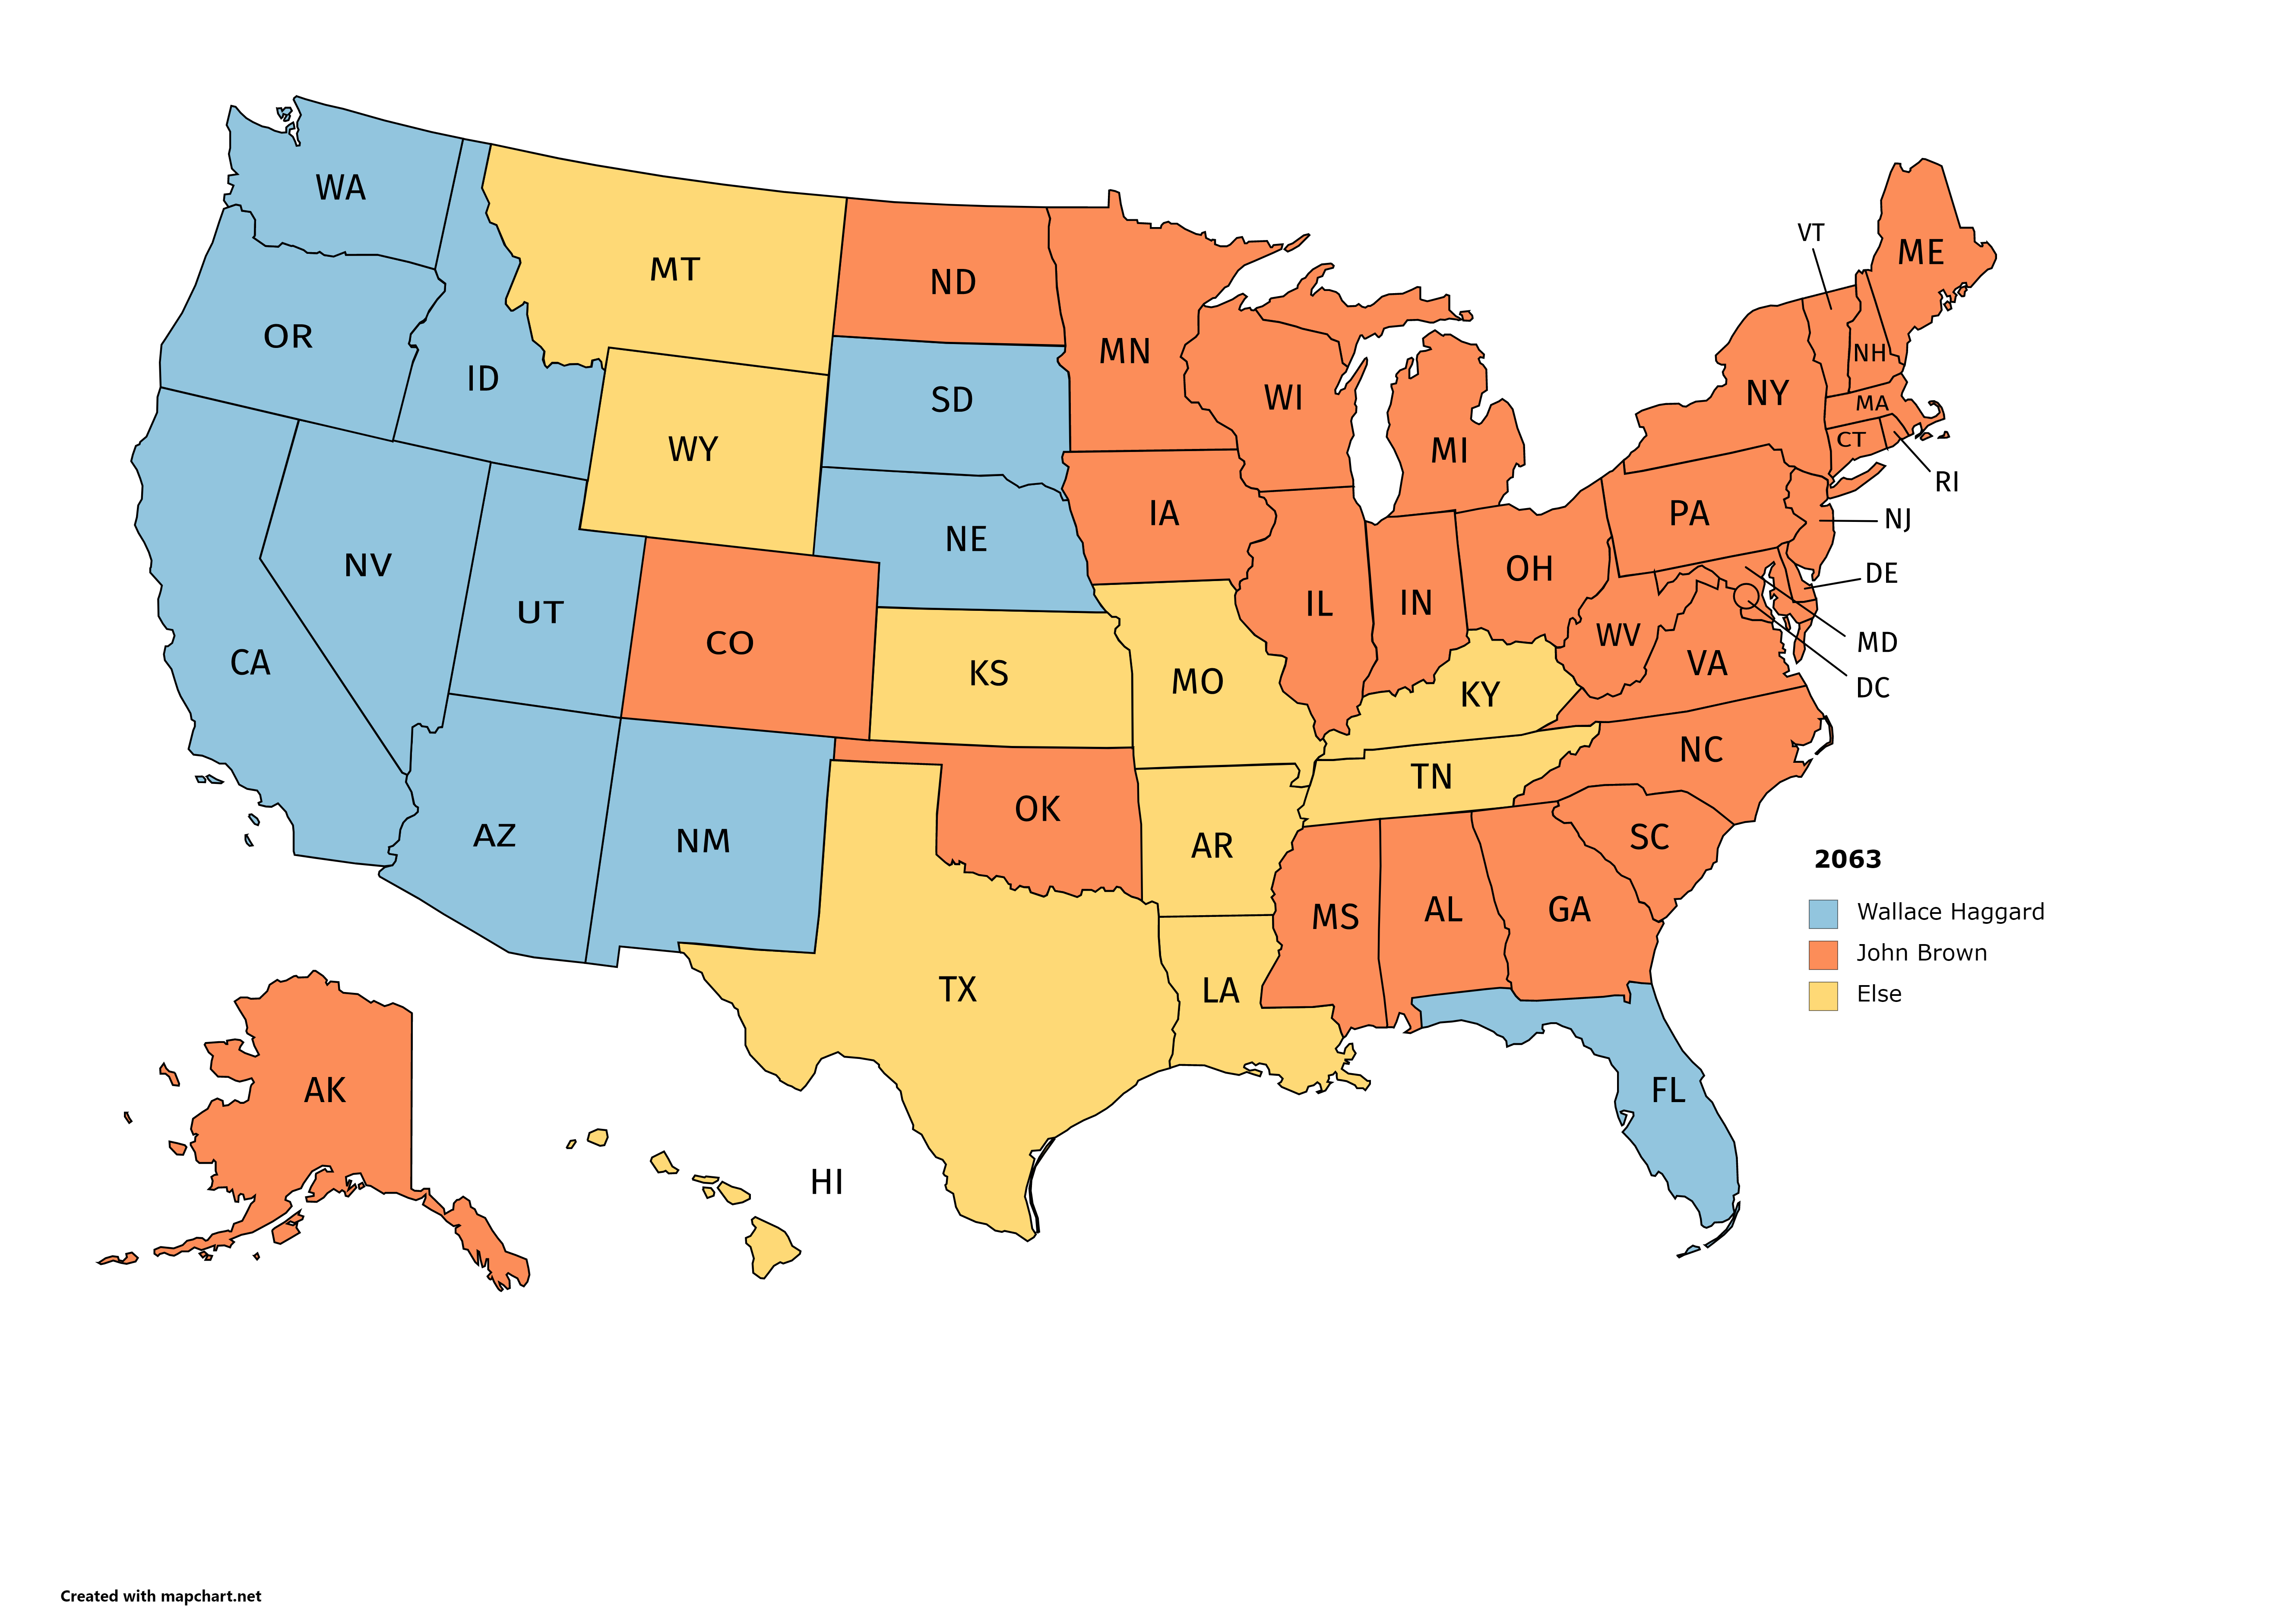 WA
MT
ND
MN
VT
ME
OR
ID
SD
WI
NH
NY
MA
WY
MI
CT
RI
IA
PA
NJ
NE
NV
OH
DE
UT
IL
IN
CO
WV
MD
CA
KS
MO
KY
VA
DC
NC
TN
OK
AZ
NM
AR
SC
2063
MS
AL
GA
Wallace Haggard
John Brown
TX
LA
Else
AK
FL
HI
Created with mapchart.net